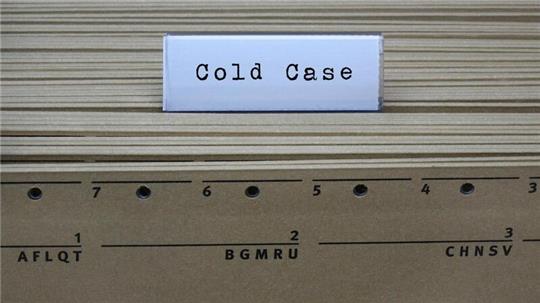 Cold Case
7 6 5 4 3
1 2 3
AFLQT BGMRU CHNSV